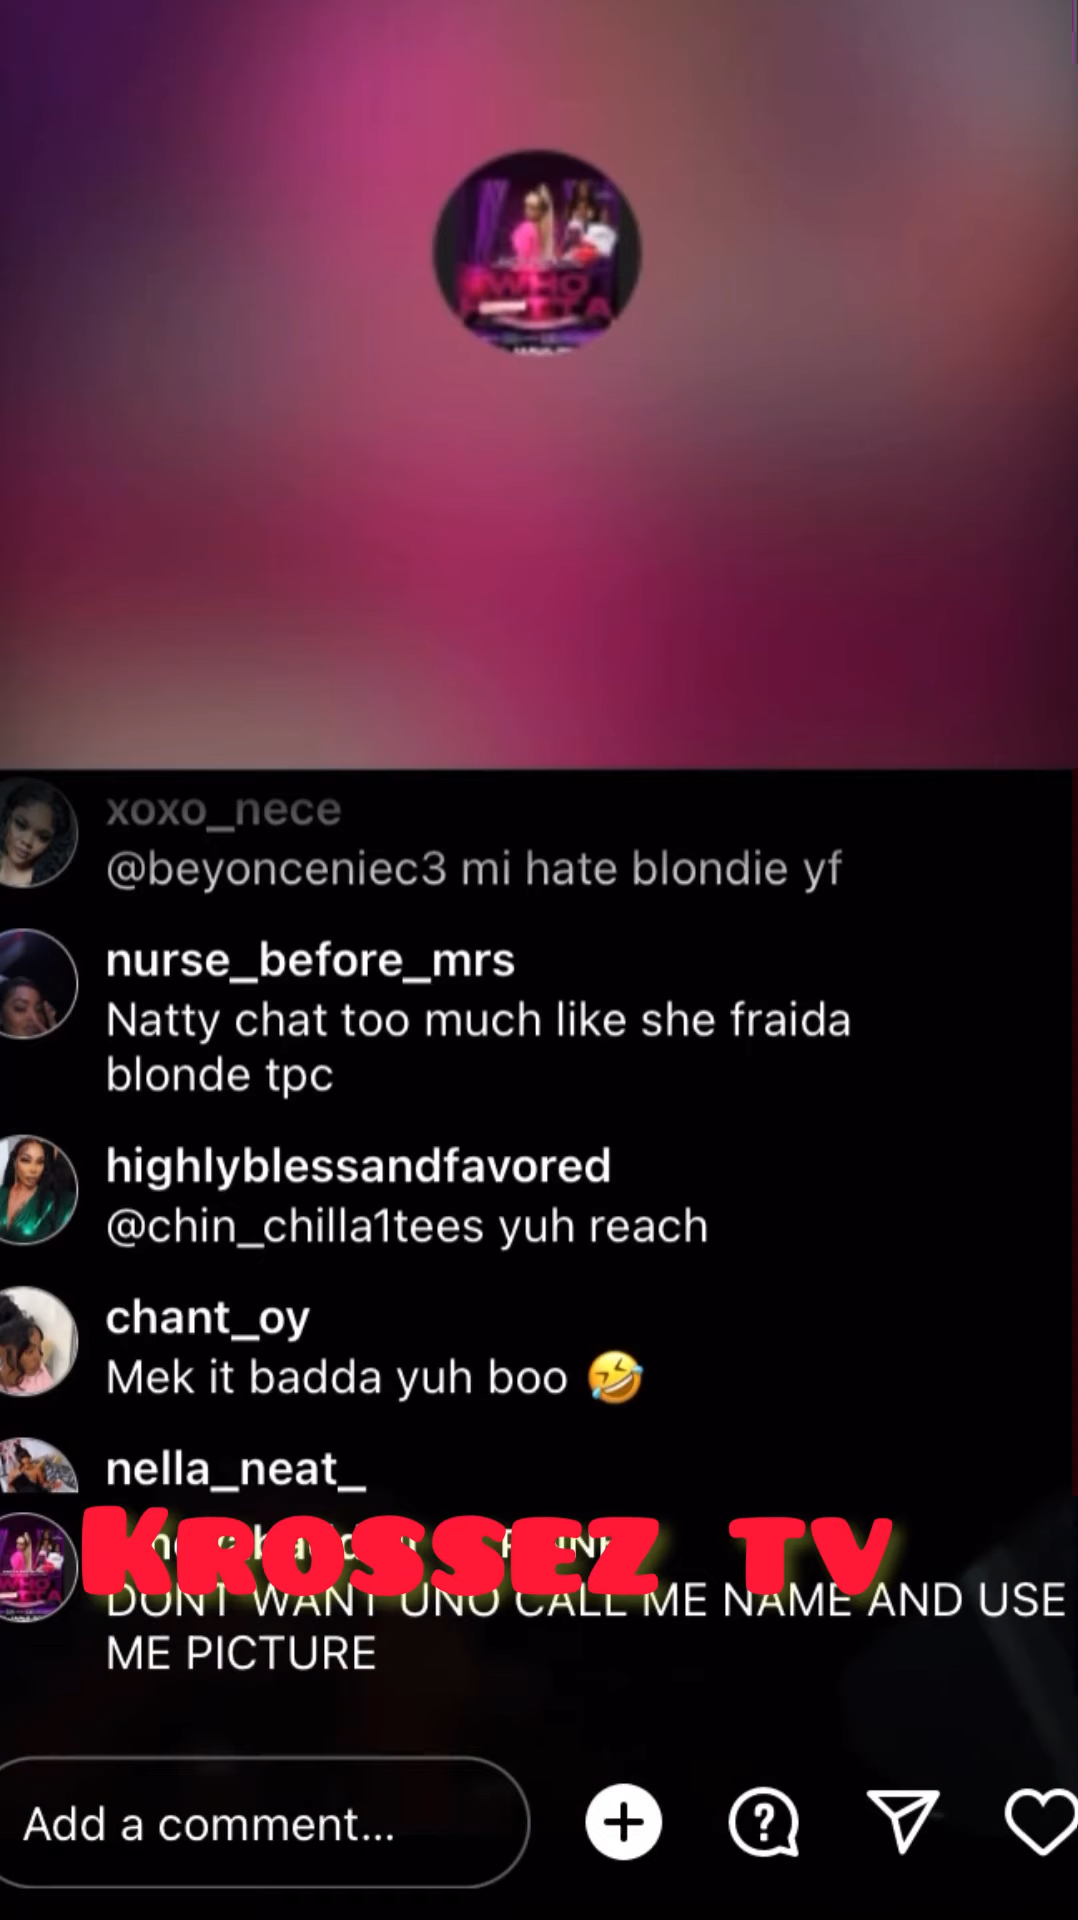 WHO
xoxo_nece
@beyonceniec3 mi hate blondie yf
nurse_before_mrs
Natty chat too much like she fraida
blonde tpc
highlyblessandfavored
@chin_chilla1tees yuh reach
chant_oy
Mek it badda yuh boo 🤣
nella_neat_
KROSSEZ TV
DONT WANT UNO CALL ME NAME AND USE
ME PICTURE
Add a comment...